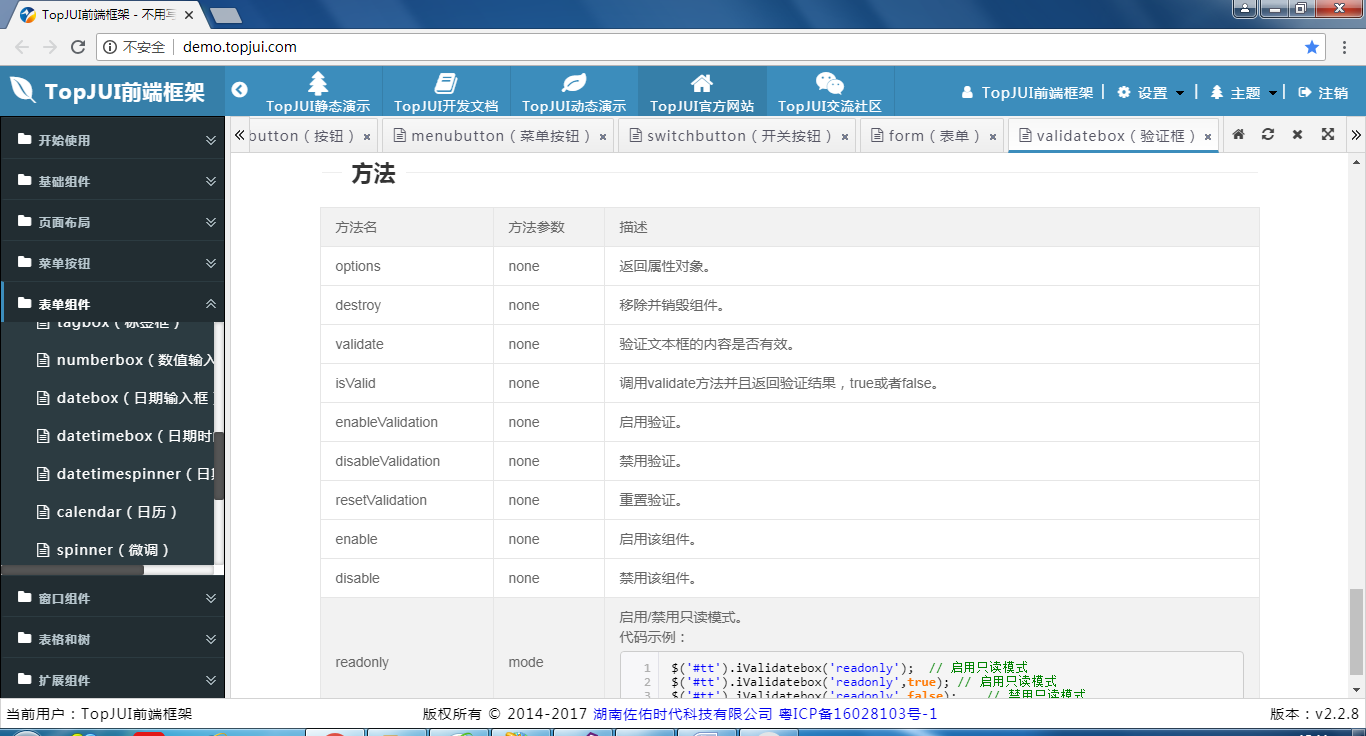 TopJUI前端框架 - 不用写
不安全 demo.topjui.com
TopJUI前端框架
TopJUI静态演示 TopJUI开发文档 TopJUI动态演示 TopJUI官方网站 TopJUI交流社区
TopJUI前端框架 设置 主题 注销
button（按钮） menubutton（菜单按钮） switchbutton（开关按钮） form（表单） validatebox（验证框）
开始使用
基础组件
页面布局
菜单按钮
表单组件
tagbox（标签框）
numberbox（数值输入
datebox（日期输入框
datetimebox（日期时
datetimespinner（日期
calendar（日历）
spinner（微调）
窗口组件
表格和树
扩展组件
方法
方法名 方法参数 描述
options none 返回属性对象。
destroy none 移除并销毁组件。
validate none 验证文本框的内容是否有效。
isValid none 调用validate方法并且返回验证结果，true或者false。
enableValidation none 启用验证。
disableValidation none 禁用验证。
resetValidation none 重置验证。
enable none 启用该组件。
disable none 禁用该组件。
readonly mode 启用/禁用只读模式。
代码示例：
1 $('#tt').iValidatebox('readonly'); // 启用只读模式
2 $('#tt').iValidatebox('readonly',true); // 启用只读模式
3 $('#tt').iValidatebox('readonly',false); // 禁用只读模式
当前用户：TopJUI前端框架 版权所有 © 2014-2017 湖南佐佑时代科技有限公司 粤ICP备16028103号-1 版本：v2.2.8